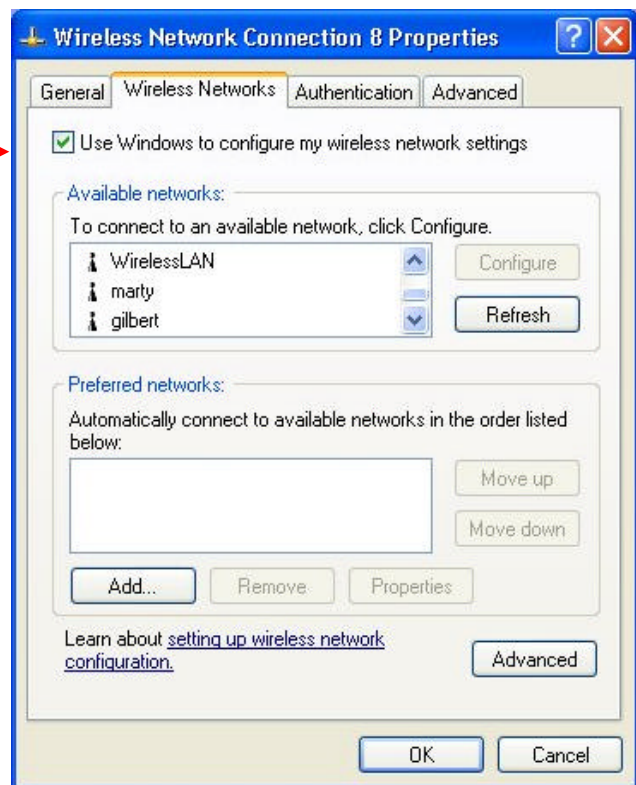 Wireless Network Connection 8 Properties
General Wireless Networks Authentication Advanced
Use Windows to configure my wireless network settings
Available networks:
To connect to an available network, click Configure.
WirelessLAN
marty
gilbert
Configure
Refresh
Preferred networks:
Automatically connect to available networks in the order listed
below:
Move up
Move down
Add... Remove Properties
Learn about setting up wireless network
configuration.
Advanced
OK Cancel